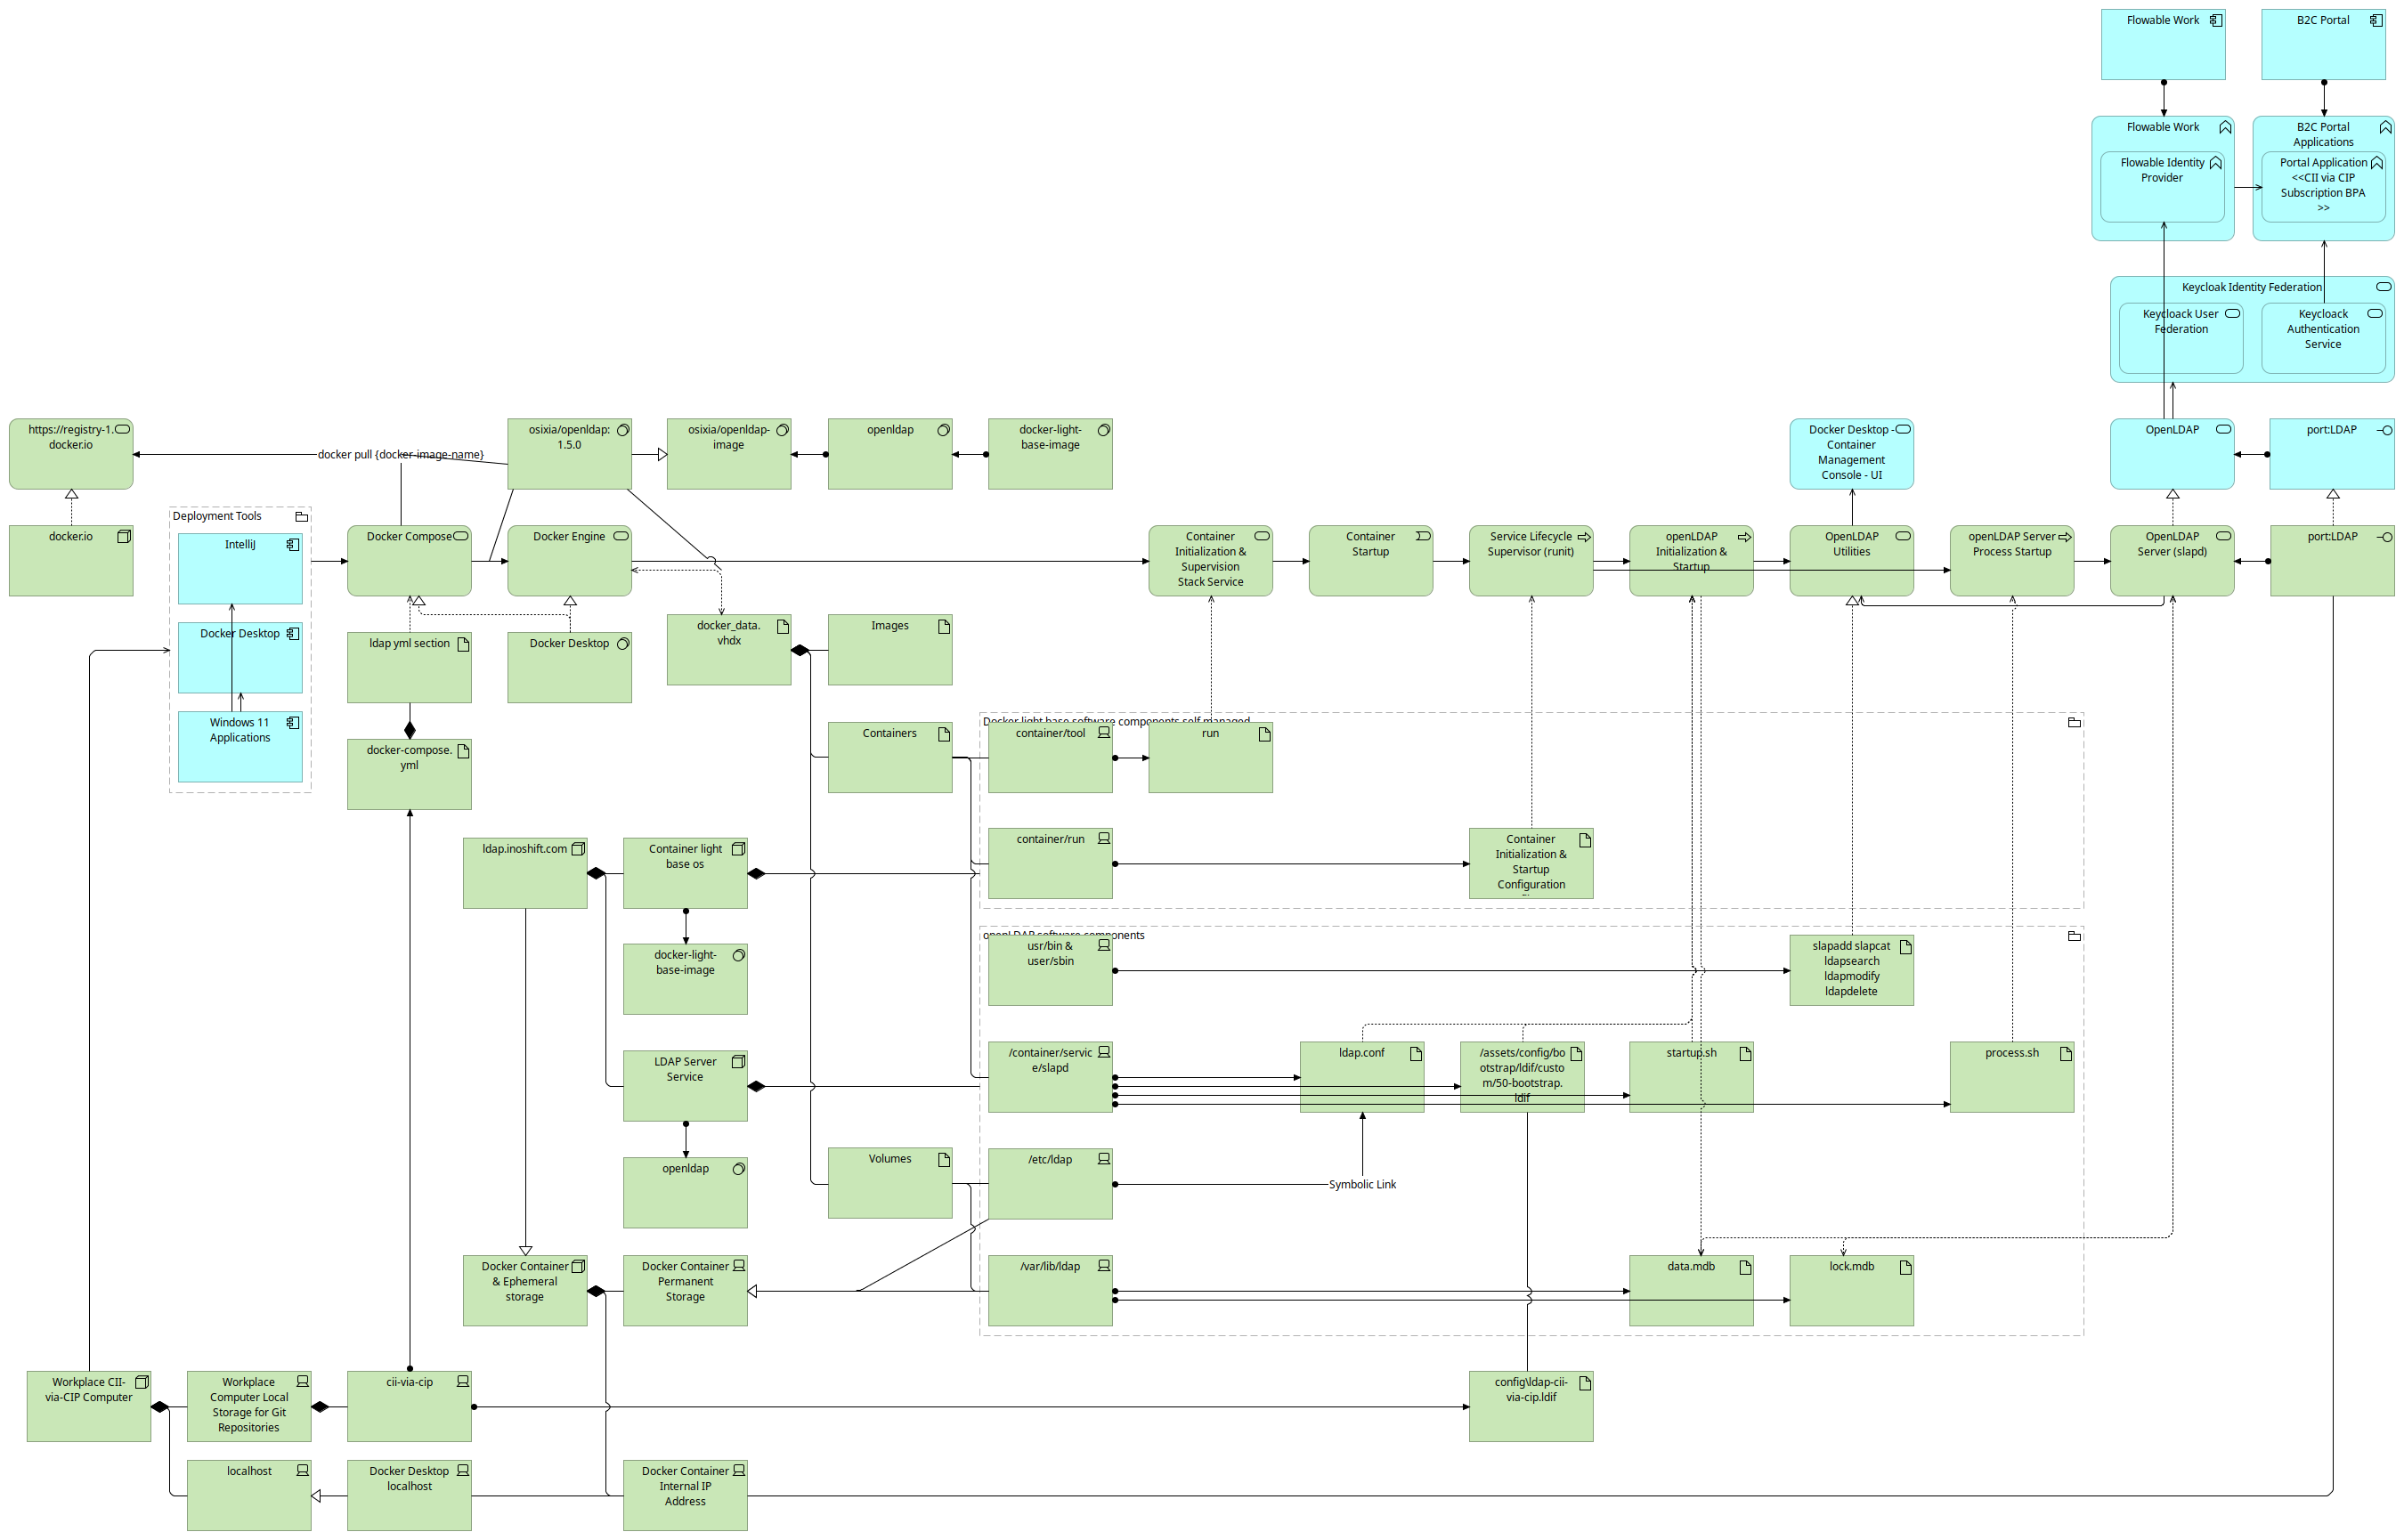 Flowable Work
B2C Portal
Flowable Work
B2C Portal
Applications
Flowable Identity
Provider
Portal Application
<<CII via CIP
Subscription BPA
>>
Keycloak Identity Federation
Keycloack User
Federation
Keycloack
Authentication
Service
https://registry-1.
docker.io
docker pull {docker-image-name}
osixia/openldap:
1.5.0
osixia/openldap-
image
openldap
docker-light-
base-image
Docker Desktop -
Container
Management
Console - UI
OpenLDAP
port:LDAP
Deployment Tools
docker.io
IntelliJ
Docker Compose
Docker Engine
Container
Initialization &
Supervision
Stack Service
Container
Startup
Service Lifecycle
Supervisor (runit)
openLDAP
Initialization &
Startup
OpenLDAP
Utilities
openLDAP Server
Process Startup
OpenLDAP
Server (slapd)
port:LDAP
Docker Desktop
ldap yml section
Docker Desktop
docker_data.
vhdx
Images
Windows 11
Applications
docker-compose.
yml
Containers
Docker light base software components self managed
container/tool
run
ldap.inoshift.com
Container light
base os
container/run
Container
Initialization &
Startup
Configuration
docker-light-
base-image
openLDAP software components
usr/bin &
user/sbin
slapadd slapcat
ldapsearch
ldapmodify
ldapdelete
LDAP Server
Service
/container/servic
e/slapd
ldap.conf
/assets/config/bo
otstrap/ldif/custo
m/50-bootstrap.
ldif
startup.sh
process.sh
openldap
Volumes
/etc/ldap
Symbolic Link
Docker Container
& Ephemeral
storage
Docker Container
Permanent
Storage
/var/lib/ldap
data.mdb
lock.mdb
Workplace CII-
via-CIP Computer
Workplace
Computer Local
Storage for Git
Repositories
cii-via-cip
config\ldap-cii-
via-cip.ldif
localhost
Docker Desktop
localhost
Docker Container
Internal IP
Address